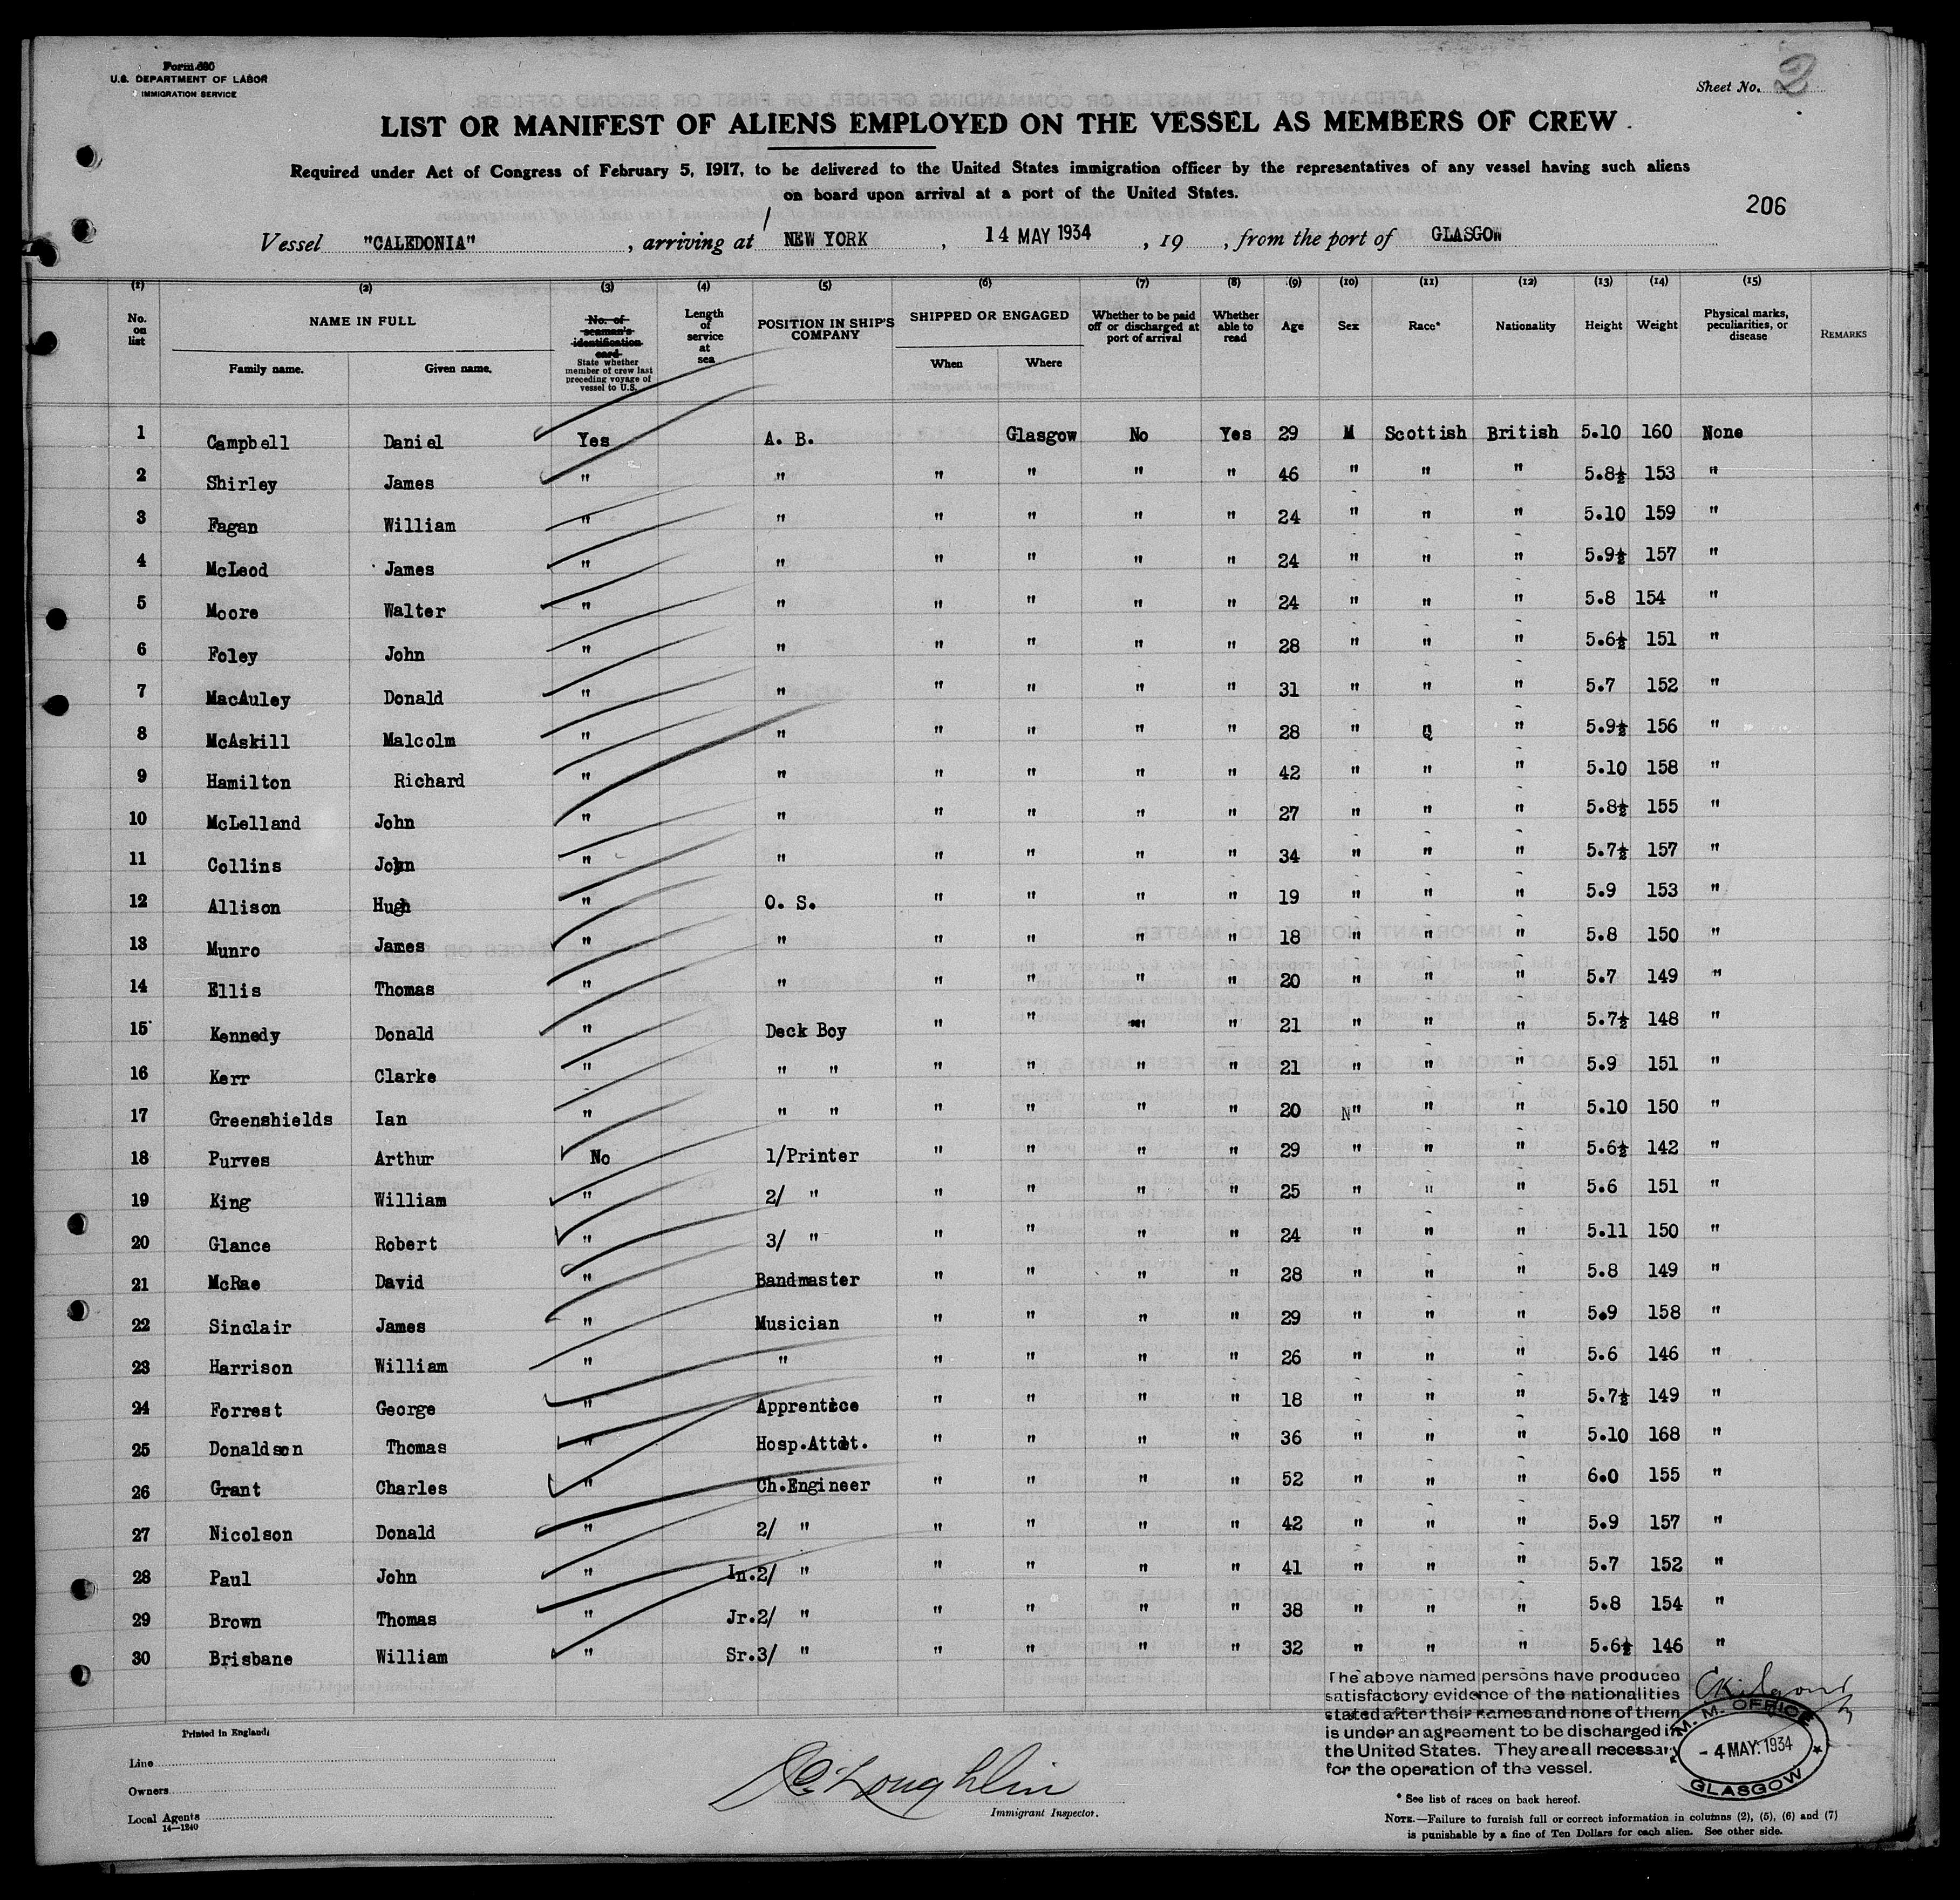 Form 680
U.S. DEPARTMENT OF LABOR
IMMIGRATION SERVICE
Sheet No. 2
LIST OR MANIFEST OF ALIENS EMPLOYED ON THE VESSEL AS MEMBERS OF CREW
Required under Act of Congress of February 5, 1917, to be delivered to the United States immigration officer by the representatives of any vessel having such aliens
on board upon arrival at a port of the United States.
206
Vessel "CALEDONIA", arriving at NEW YORK, 14 MAY 1934, 19 , from the port of GLASGOW
(1) (2) (3) (4) (5) (6) (7) (8) (9) (10) (11) (12) (13) (14) (15)
No. on list NAME IN FULL Family name. Given name. No. of seaman's identification card State whether member of crew last preceding voyage of vessel to U.S. Length of service at sea POSITION IN SHIP'S COMPANY SHIPPED OR ENGAGED When Where Whether to be paid off or discharged at port of arrival Whether able to read Age Sex Race* Nationality Height Weight Physical marks, peculiarities, or disease REMARKS
1 Campbell Daniel Yes A. B. Glasgow No Yes 29 M Scottish British 5.10 160 None
2 Shirley James " " " " " " 46 " " " 5.8½ 153 "
3 Fagan William " " " " " " 24 " " " 5.10 159 "
4 McLeod James " " " " " " 24 " " " 5.9½ 157 "
5 Moore Walter " " " " " " 24 " " " 5.8 154 "
6 Foley John " " " " " " 28 " " " 5.6½ 151 "
7 MacAuley Donald " " " " " " 31 " " " 5.7 152 "
8 McAskill Malcolm " " " " " " 28 " " 5.9½ 156 "
9 Hamilton Richard " " " " " " 42 " " " 5.10 158 "
10 McLelland John " " " " " " 27 " " " 5.8½ 155 "
11 Collins John " " " " " " 34 " " " 5.7½ 157 "
12 Allison Hugh " O. S. " " " " 19 " " " 5.9 153 "
13 Munro James " " " " " " 18 " " " 5.8 150 "
14 Ellis Thomas " " " " " " 20 " " " 5.7 149 "
15 Kennedy Donald " Deck Boy " " " " 21 " " " 5.7½ 148 "
16 Kerr Clarke " " " " " " " 21 " " " 5.9 151 "
17 Greenshields Ian " " " " " " " 20 N" " " 5.10 150 "
18 Purves Arthur No 1/Printer " " " " 29 " " " 5.6½ 142 "
19 King William " 2/ " " " " " 25 " " " 5.6 151 "
20 Glance Robert " 3/ " " " " " 24 " " " 5.11 150 "
21 McRae David " Bandmaster " " " " 28 " " " 5.8 149 "
22 Sinclair James " Musician " " " " 29 " " " 5.9 158 "
23 Harrison William " " " " " " 26 " " " 5.6 146 "
24 Forrest George " Apprentice " " " " 18 " " " 5.7½ 149 "
25 Donaldson Thomas " Hosp.Attdt. " " " " 36 " " " 5.10 168 "
26 Grant Charles " Ch.Engineer " " " " 52 " " " 6.0 155 "
27 Nicolson Donald " 2/ " " " " " 42 " " " 5.9 157 "
28 Paul John " In.2/ " " " " " 41 " " " 5.7 152 "
29 Brown Thomas " Jr.2/ " " " " " 38 " " " 5.8 154 "
30 Brisbane William " Sr.3/ " " " " " 32 " " " 5.6½ 146 "
The above named persons have produced
satisfactory evidence of the nationalities
stated after their names and none of them
is under an agreement to be discharged in
the United States. They are all necessary
for the operation of the vessel.
M. M. OFFICE
- 4 MAY. 1934
GLASGOW
Printed in England.
Line
Owners
Local Agents
14—1240
McLoughlin
Immigrant Inspector.
* See list of races on back hereof.
NOTE.—Failure to furnish full or correct information in columns (2), (5), (6) and (7)
is punishable by a fine of Ten Dollars for each alien. See other side.